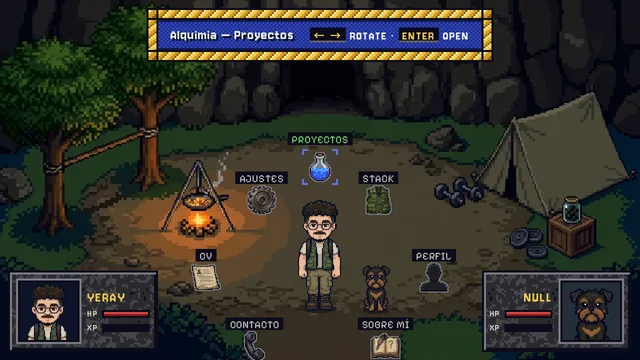 Alquimia — Proyectos ← → ROTATE · ENTER OPEN
PROYECTOS
AJUSTES
STACK
CV
PERFIL
CONTACTO
SOBRE MÍ
YERAY
HP
XP
NULL
HP
XP